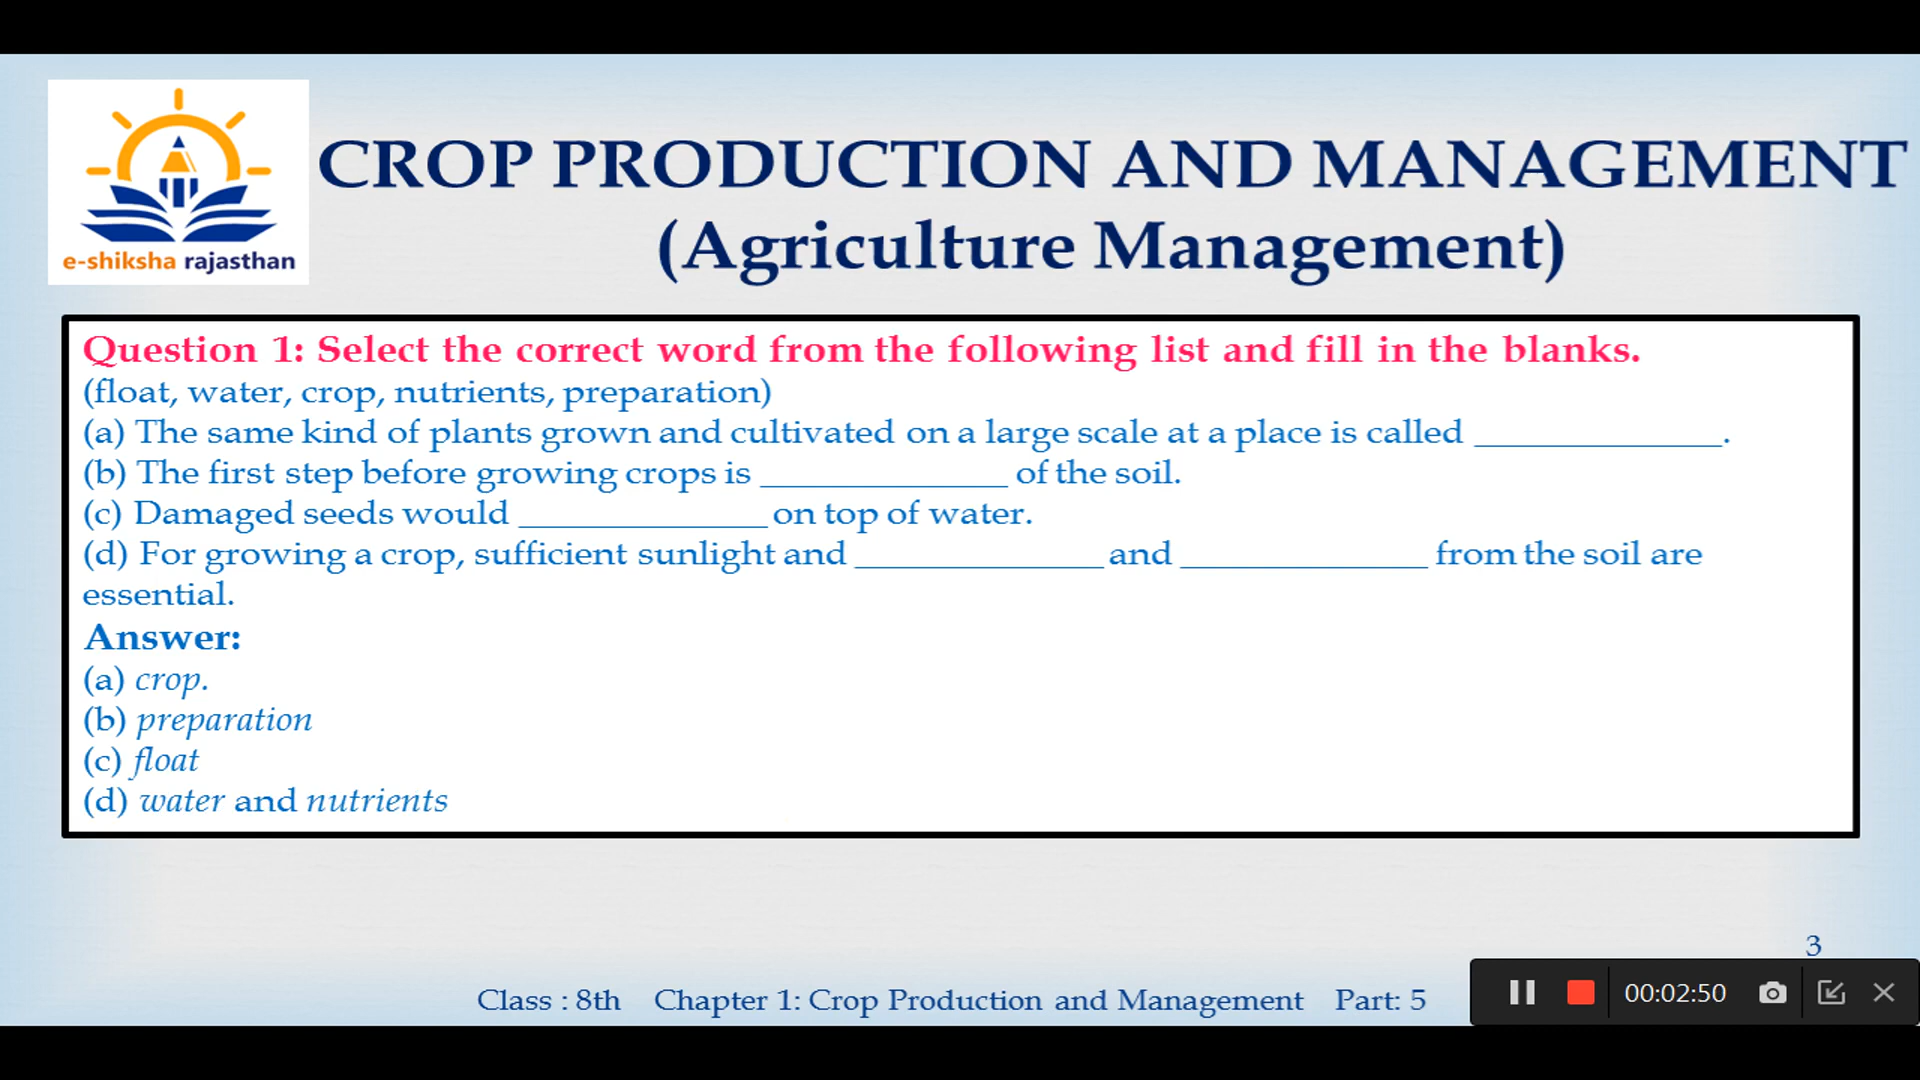 e-shiksha rajasthan
CROP PRODUCTION AND MANAGEMENT
(Agriculture Management)
Question 1: Select the correct word from the following list and fill in the blanks.
(float, water, crop, nutrients, preparation)
(a) The same kind of plants grown and cultivated on a large scale at a place is called ______________.
(b) The first step before growing crops is ______________ of the soil.
(c) Damaged seeds would ______________ on top of water.
(d) For growing a crop, sufficient sunlight and ______________ and ______________ from the soil are
essential.
Answer:
(a) crop.
(b) preparation
(c) float
(d) water and nutrients
3
Class : 8th Chapter 1: Crop Production and Management Part: 5
00:02:50